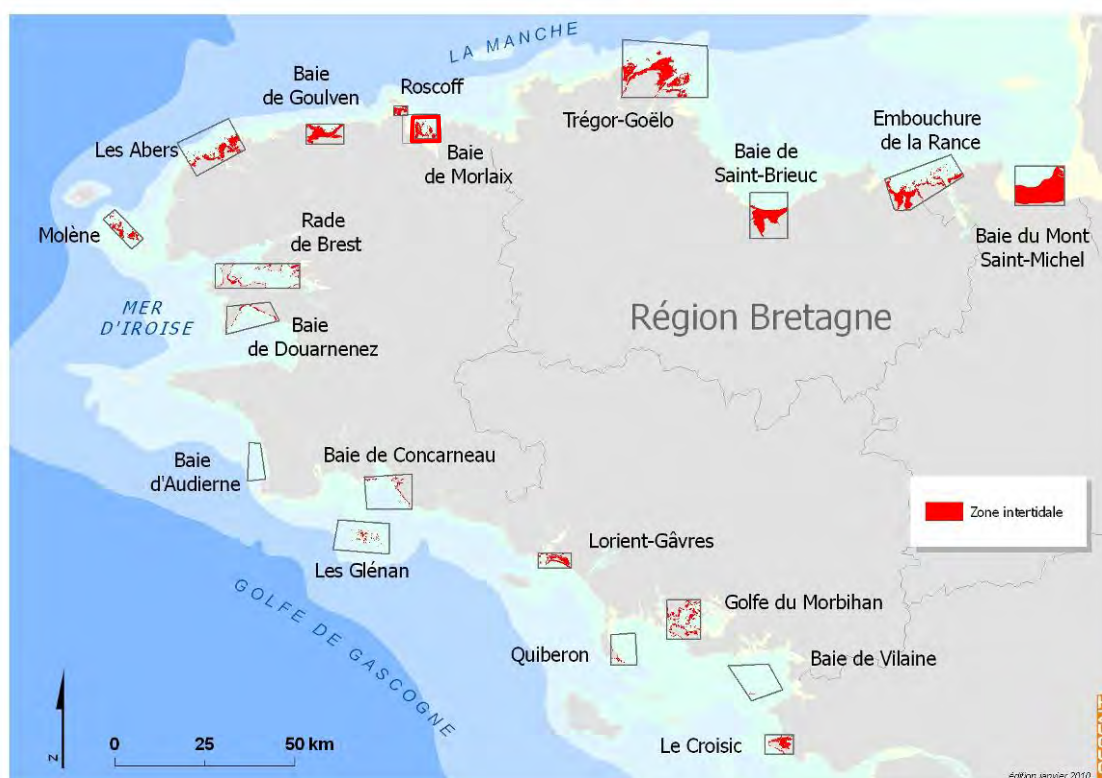 LA MANCHE
Baie
de Goulven
Roscoff
Trégor-Goëlo
Embouchure
de la Rance
Les Abers
Baie
de Morlaix
Baie de
Saint-Brieuc
Molène
Rade
de Brest
Baie du Mont
Saint-Michel
MER
D'IROISE
Baie
de Douarnenez
Région Bretagne
Baie
d'Audierne
Baie de Concarneau
Zone intertidale
Les Glénan
Lorient-Gâvres
GOLFE DE GASCOGNE
Golfe du Morbihan
Quiberon
Baie de Vilaine
Le Croisic
N
0 25 50 km
édition janvier 2010